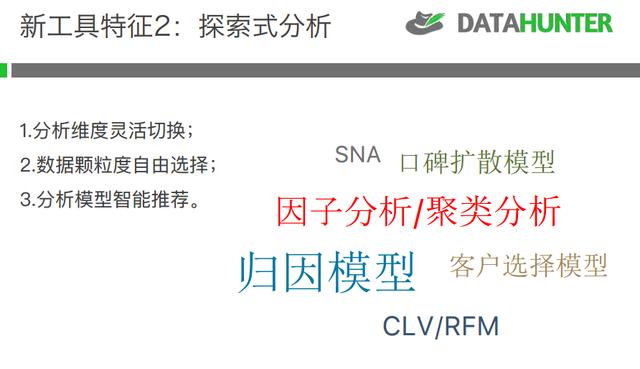 新工具特征2：探索式分析
DATAHUNTER
1.分析维度灵活切换；
2.数据颗粒度自由选择；
3.分析模型智能推荐。
SNA
口碑扩散模型
因子分析/聚类分析
归因模型
客户选择模型
CLV/RFM